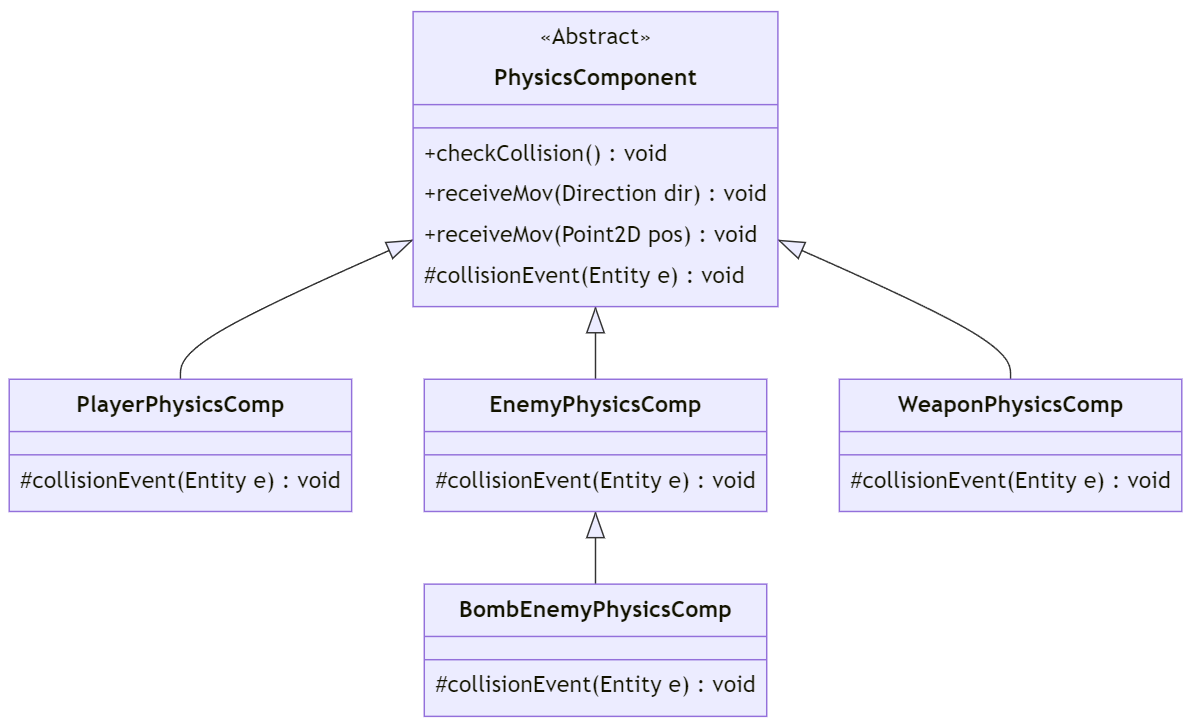 «Abstract»
PhysicsComponent
+checkCollision() : void
+receiveMov(Direction dir) : void
+receiveMov(Point2D pos) : void
#collisionEvent(Entity e) : void
PlayerPhysicsComp
#collisionEvent(Entity e) : void
EnemyPhysicsComp
#collisionEvent(Entity e) : void
WeaponPhysicsComp
#collisionEvent(Entity e) : void
BombEnemyPhysicsComp
#collisionEvent(Entity e) : void